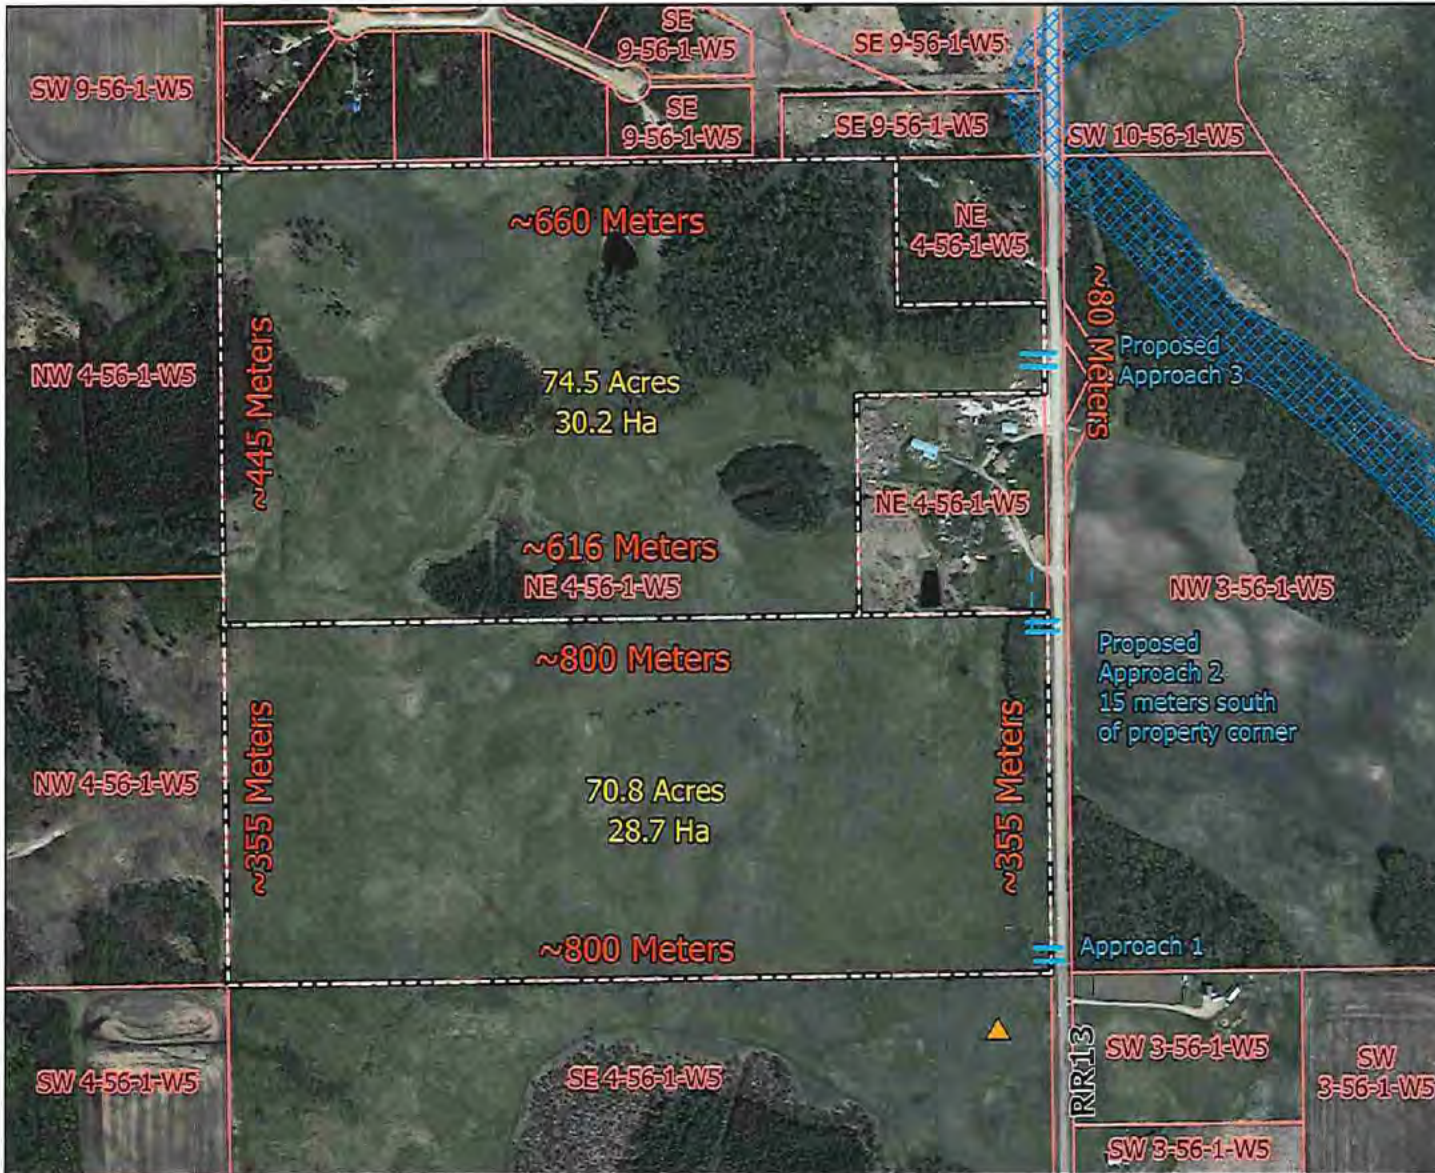 SE
9-56-1-W5
SE 9-56-1-W5
SW 9-56-1-W5
SE
9-56-1-W5
SE 9-56-1-W5
SW 10-56-1-W5
~660 Meters
NE
4-56-1-W5
~80 Meters
Proposed
Approach 3
NW 4-56-1-W5
~445 Meters
74.5 Acres
30.2 Ha
NE 4-56-1-W5
~616 Meters
NE 4-56-1-W5
NW 3-56-1-W5
~800 Meters
Proposed
Approach 2
15 meters south
of property corner
NW 4-56-1-W5
~355 Meters
70.8 Acres
28.7 Ha
~355 Meters
~800 Meters
Approach 1
SW 4-56-1-W5
SE 4-56-1-W5
RR13
SW 3-56-1-W5
SW
3-56-1-W5
SW 3-56-1-W5